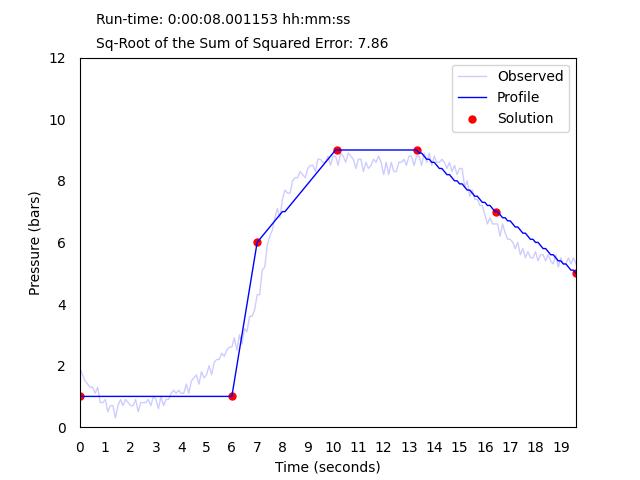 Run-time: 0:00:08.001153 hh:mm:ss
Sq-Root of the Sum of Squared Error: 7.86
Observed
Profile
Solution
Pressure (bars)
12
10
8
6
4
2
0
0 1 2 3 4 5 6 7 8 9 10 11 12 13 14 15 16 17 18 19
Time (seconds)